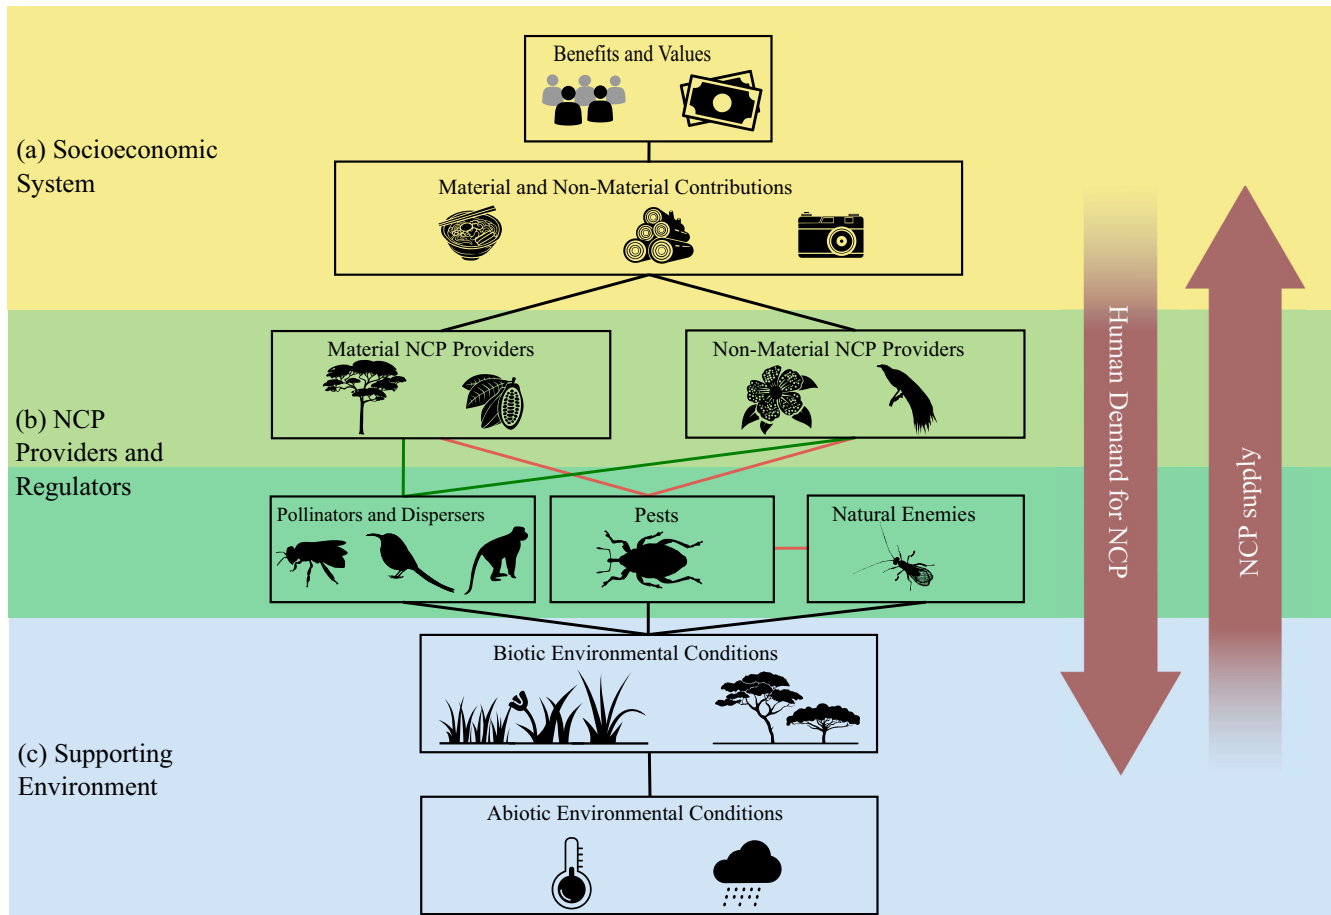 Benefits and Values
(a) Socioeconomic
System
Material and Non-Material Contributions
Material NCP Providers
Non-Material NCP Providers
(b) NCP
Providers and
Regulators
Pollinators and Dispersers
Pests
Natural Enemies
Human Demand for NCP
NCP supply
Biotic Environmental Conditions
(c) Supporting
Environment
Abiotic Environmental Conditions